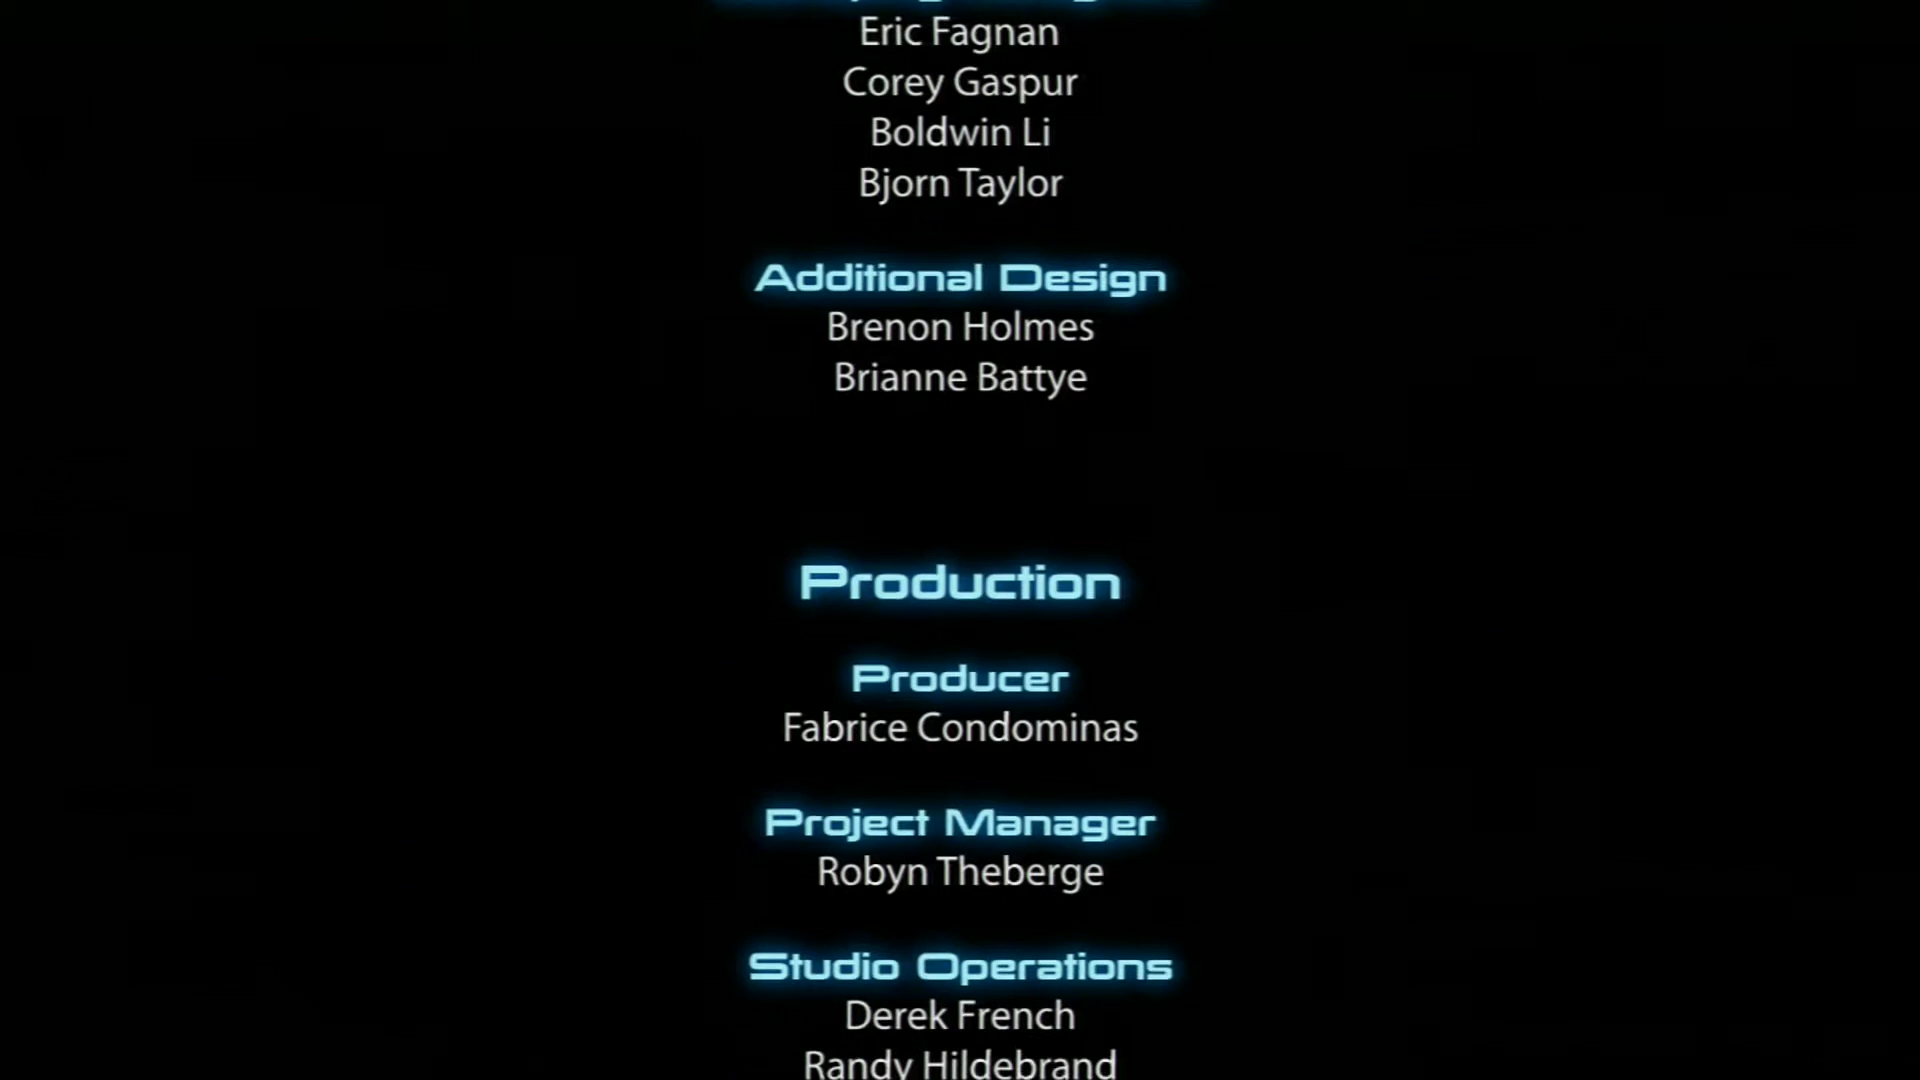 Eric Fagnan
Corey Gaspur
Boldwin Li
Bjorn Taylor
Additional Design
Brenon Holmes
Brianne Battye
Production
Producer
Fabrice Condominas
Project Manager
Robyn Theberge
Studio Operations
Derek French
Randy Hildebrand